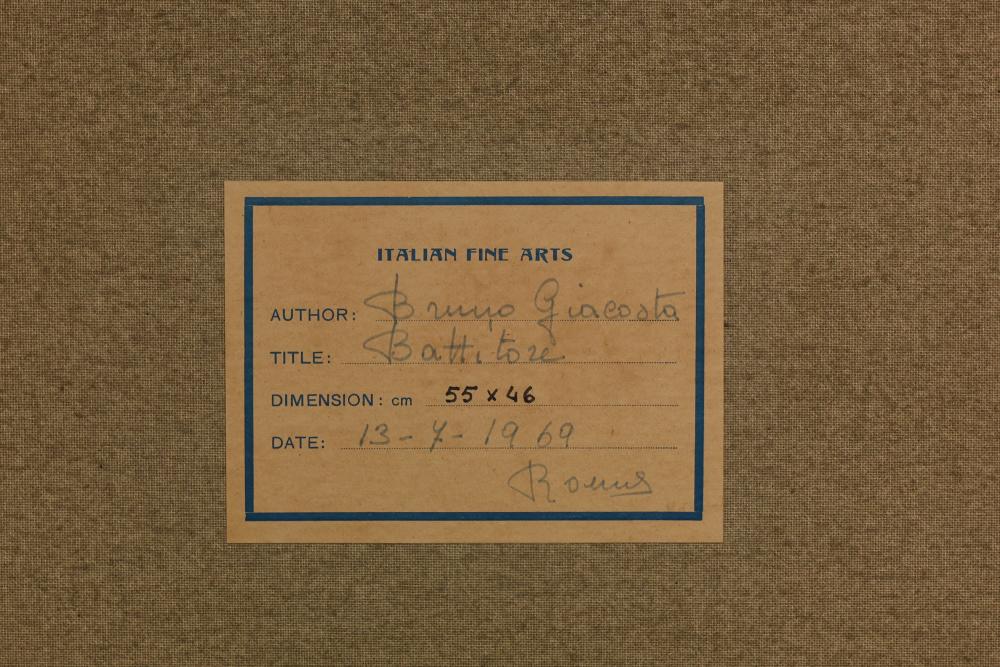 ITALIAN FINE ARTS
AUTHOR: Bruno Giacosta
TITLE: Battitore
DIMENSION: cm 55 x 46
DATE: 13-7-1969
Roma